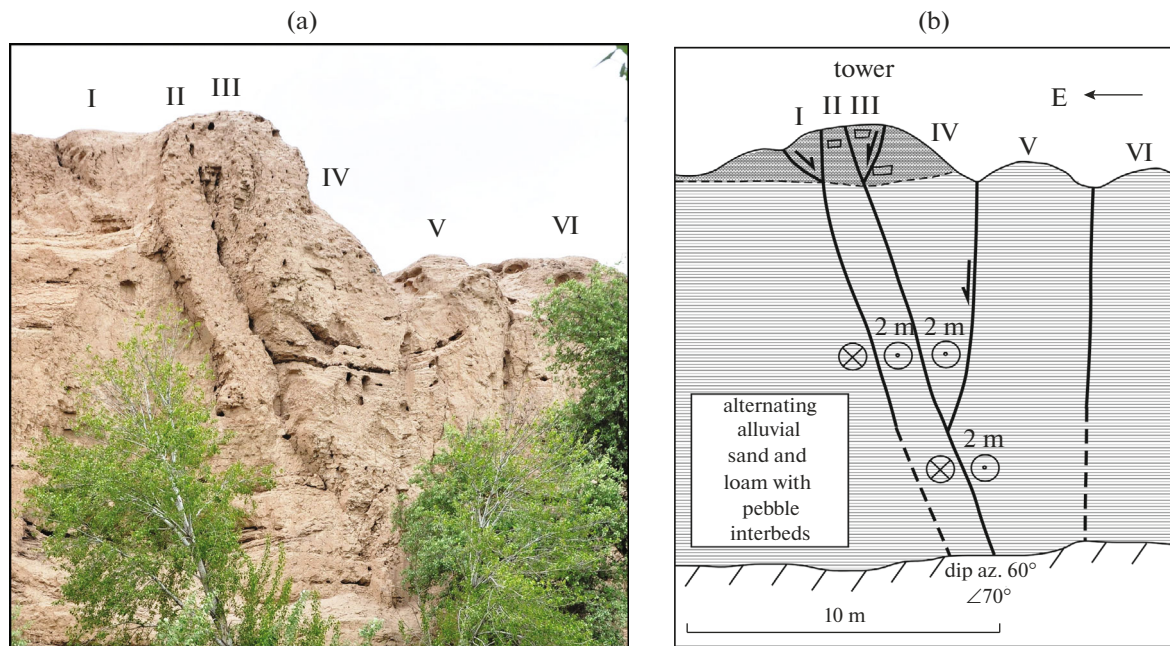 (a)
I
II
III
IV
V
VI
(b)
tower
E
I
II III
IV
V
VI
2 m 2 m
2 m
alternating
alluvial
sand and
loam with
pebble
interbeds
dip az. 60°
∠70°
10 m